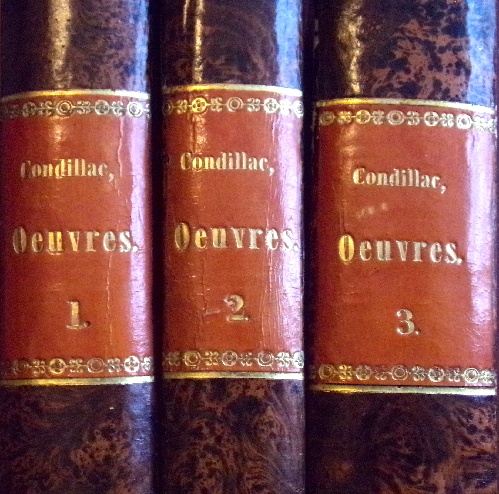 Condillac,
Oeuvres.
1.
Condillac,
Oeuvres.
2.
Condillac,
Oeuvres.
3.